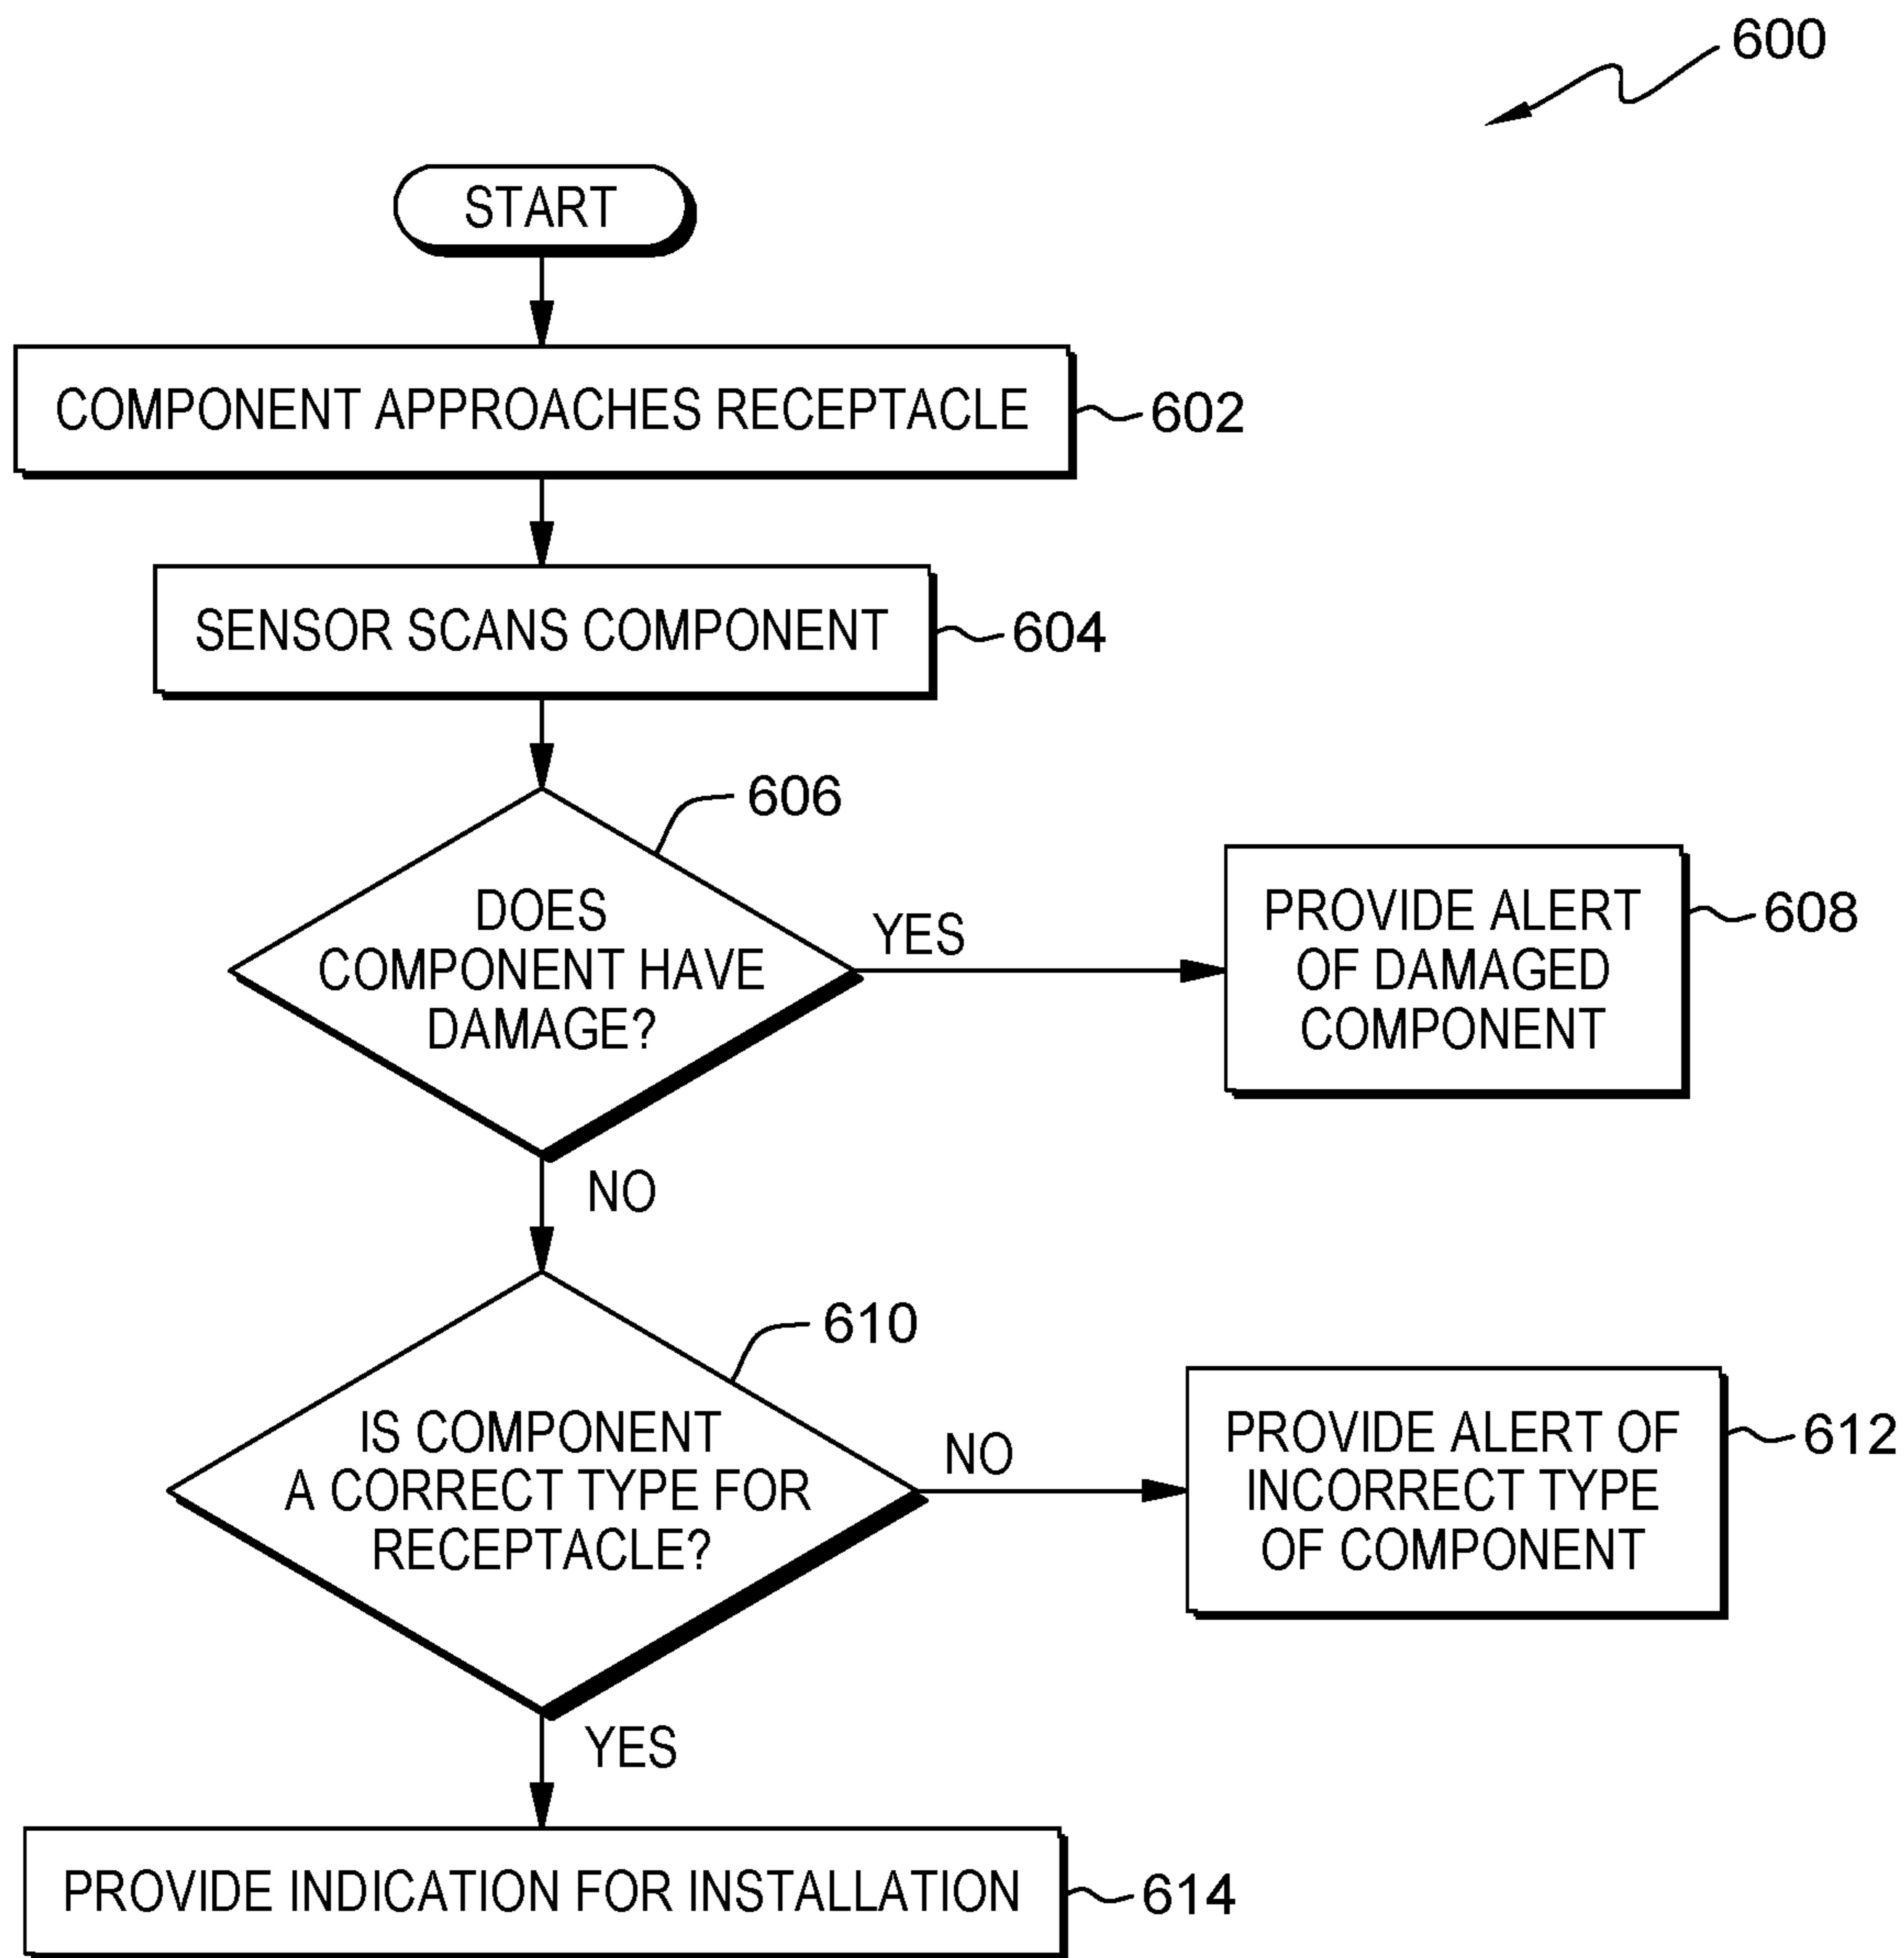 600
START
COMPONENT APPROACHES RECEPTACLE
602
SENSOR SCANS COMPONENT
604
606
DOES
COMPONENT HAVE
DAMAGE?
YES
PROVIDE ALERT
OF DAMAGED
COMPONENT
608
NO
610
IS COMPONENT
A CORRECT TYPE FOR
RECEPTACLE?
NO
PROVIDE ALERT OF
INCORRECT TYPE
OF COMPONENT
612
YES
PROVIDE INDICATION FOR INSTALLATION
614